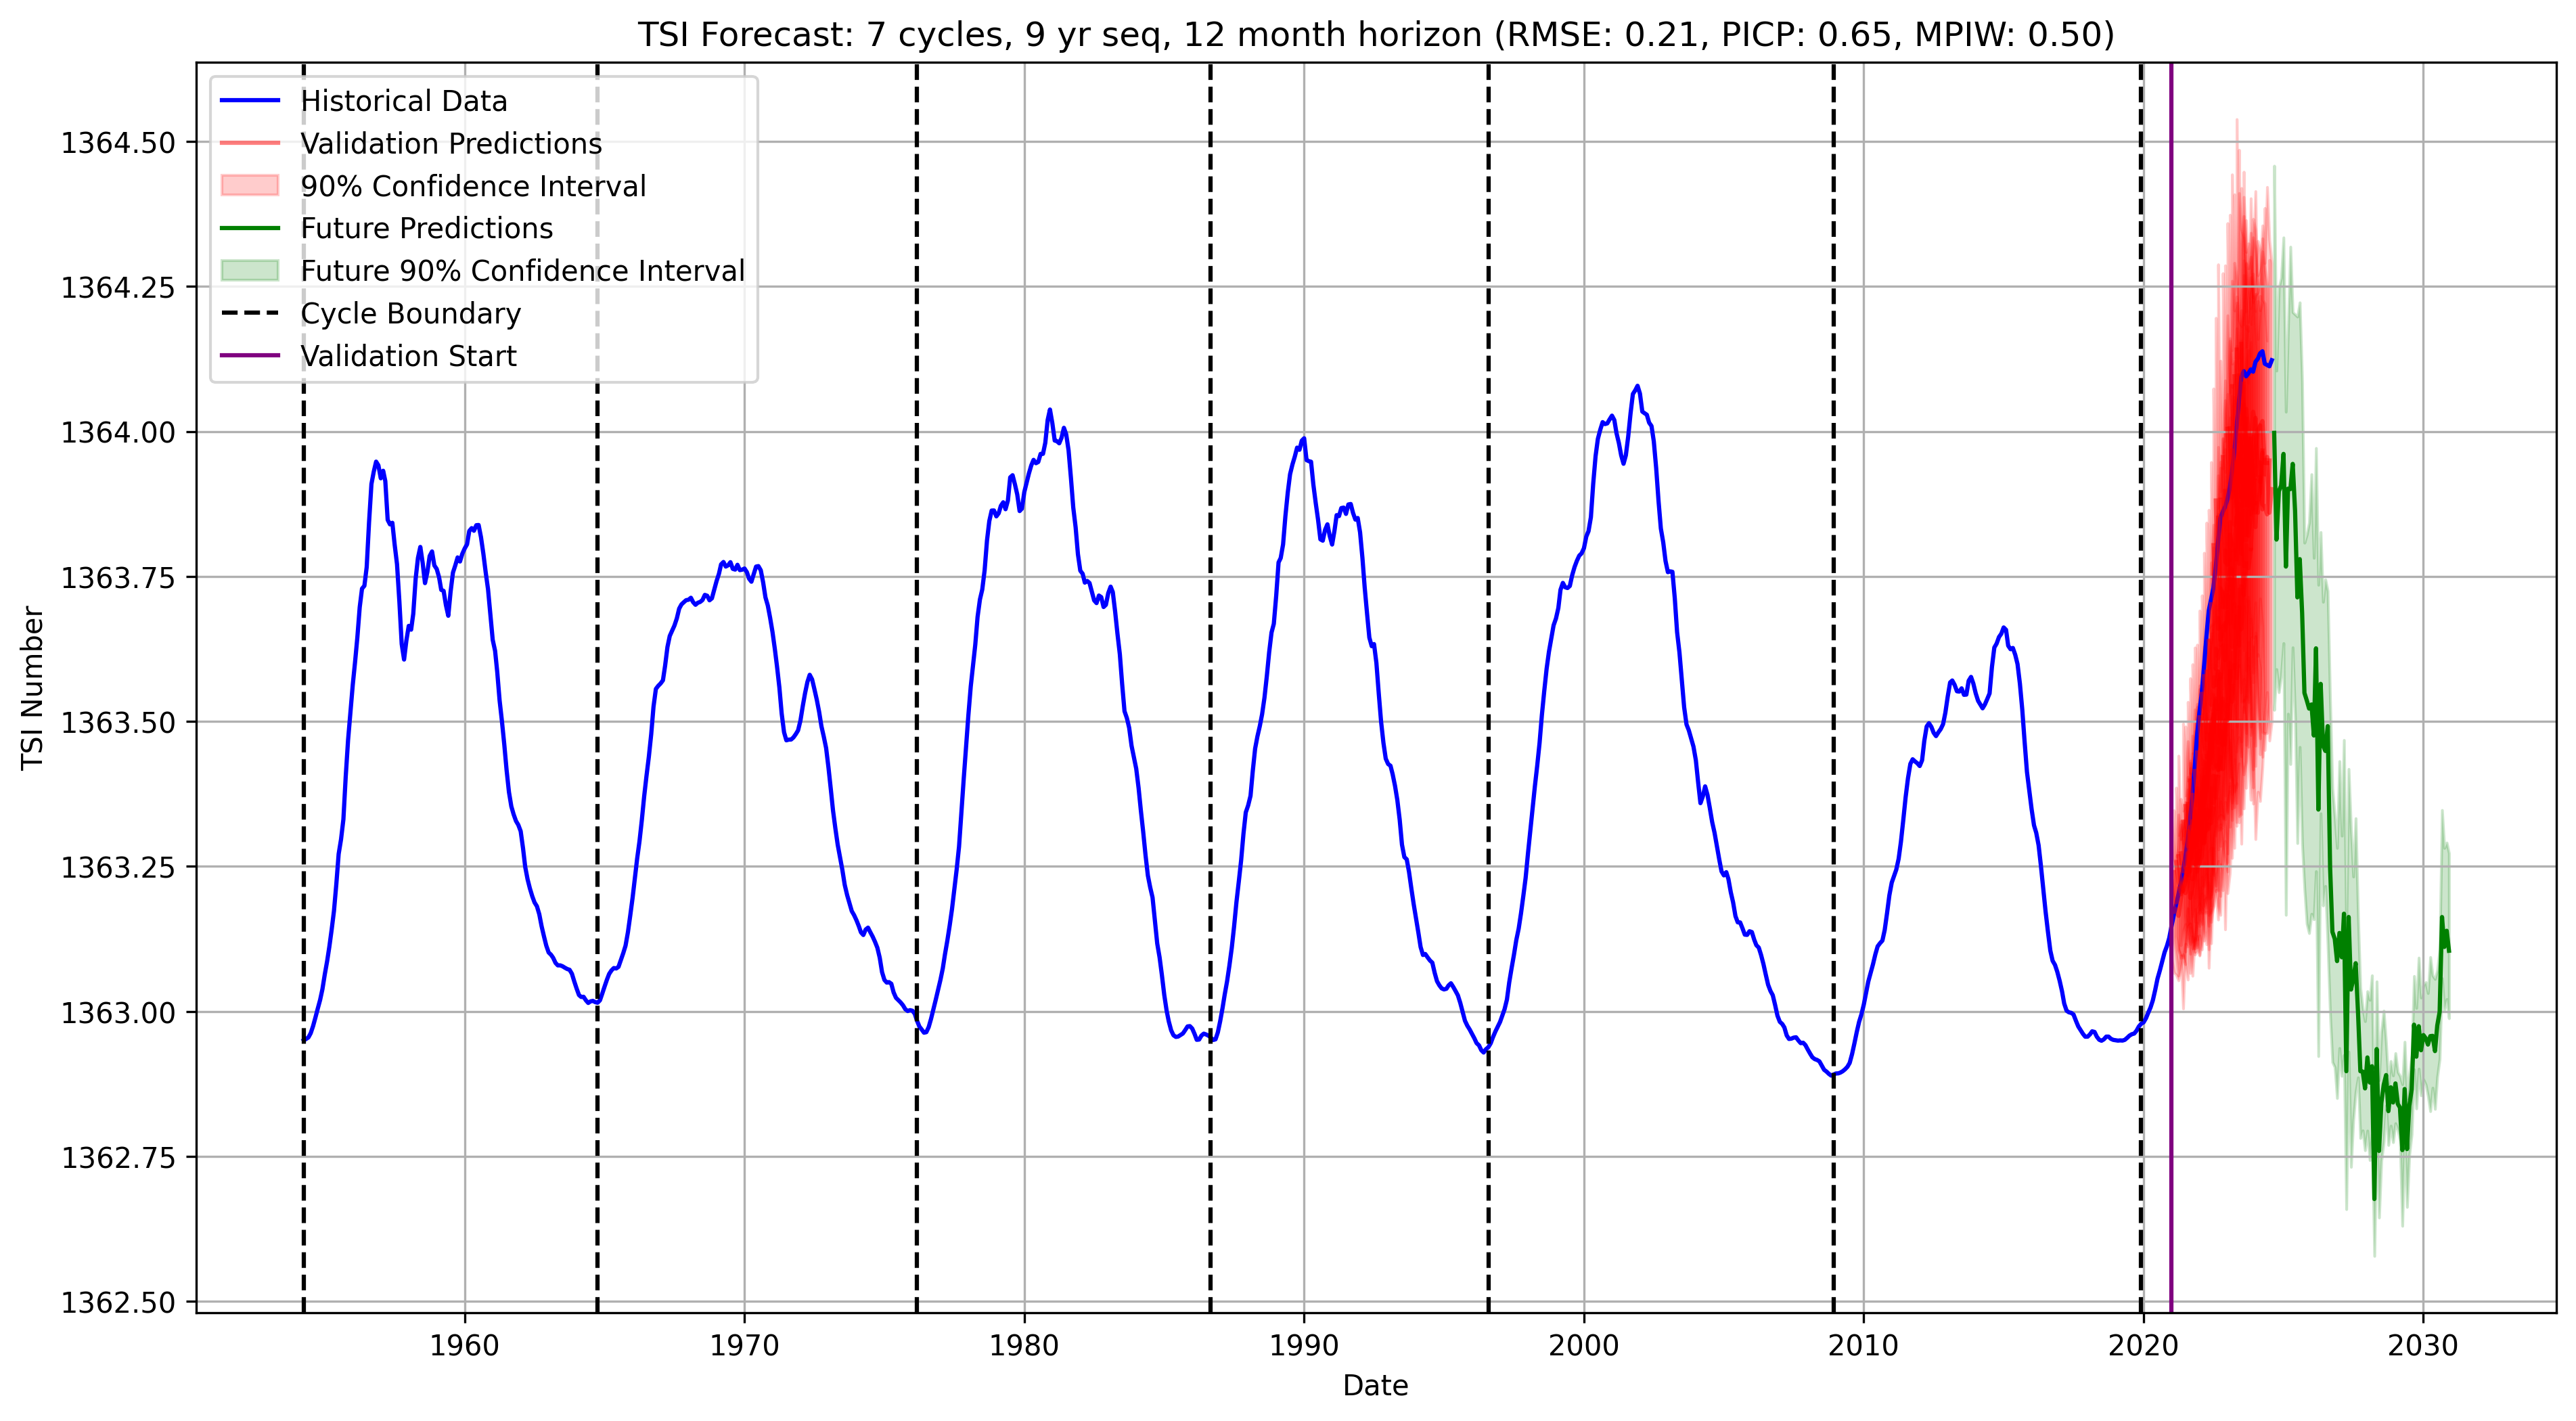 TSI Forecast: 7 cycles, 9 yr seq, 12 month horizon (RMSE: 0.21, PICP: 0.65, MPIW: 0.50)
Historical Data
Validation Predictions
90% Confidence Interval
Future Predictions
Future 90% Confidence Interval
Cycle Boundary
Validation Start
TSI Number
1364.50
1364.25
1364.00
1363.75
1363.50
1363.25
1363.00
1362.75
1362.50
1960 1970 1980 1990 2000 2010 2020 2030
Date